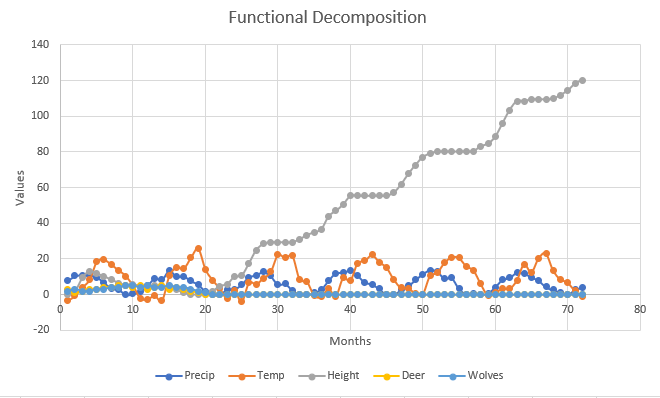 Functional Decomposition
140
120
100
80
60
40
20
0
-20
Values
0 10 20 30 40 50 60 70 80
Months
Precip Temp Height Deer Wolves